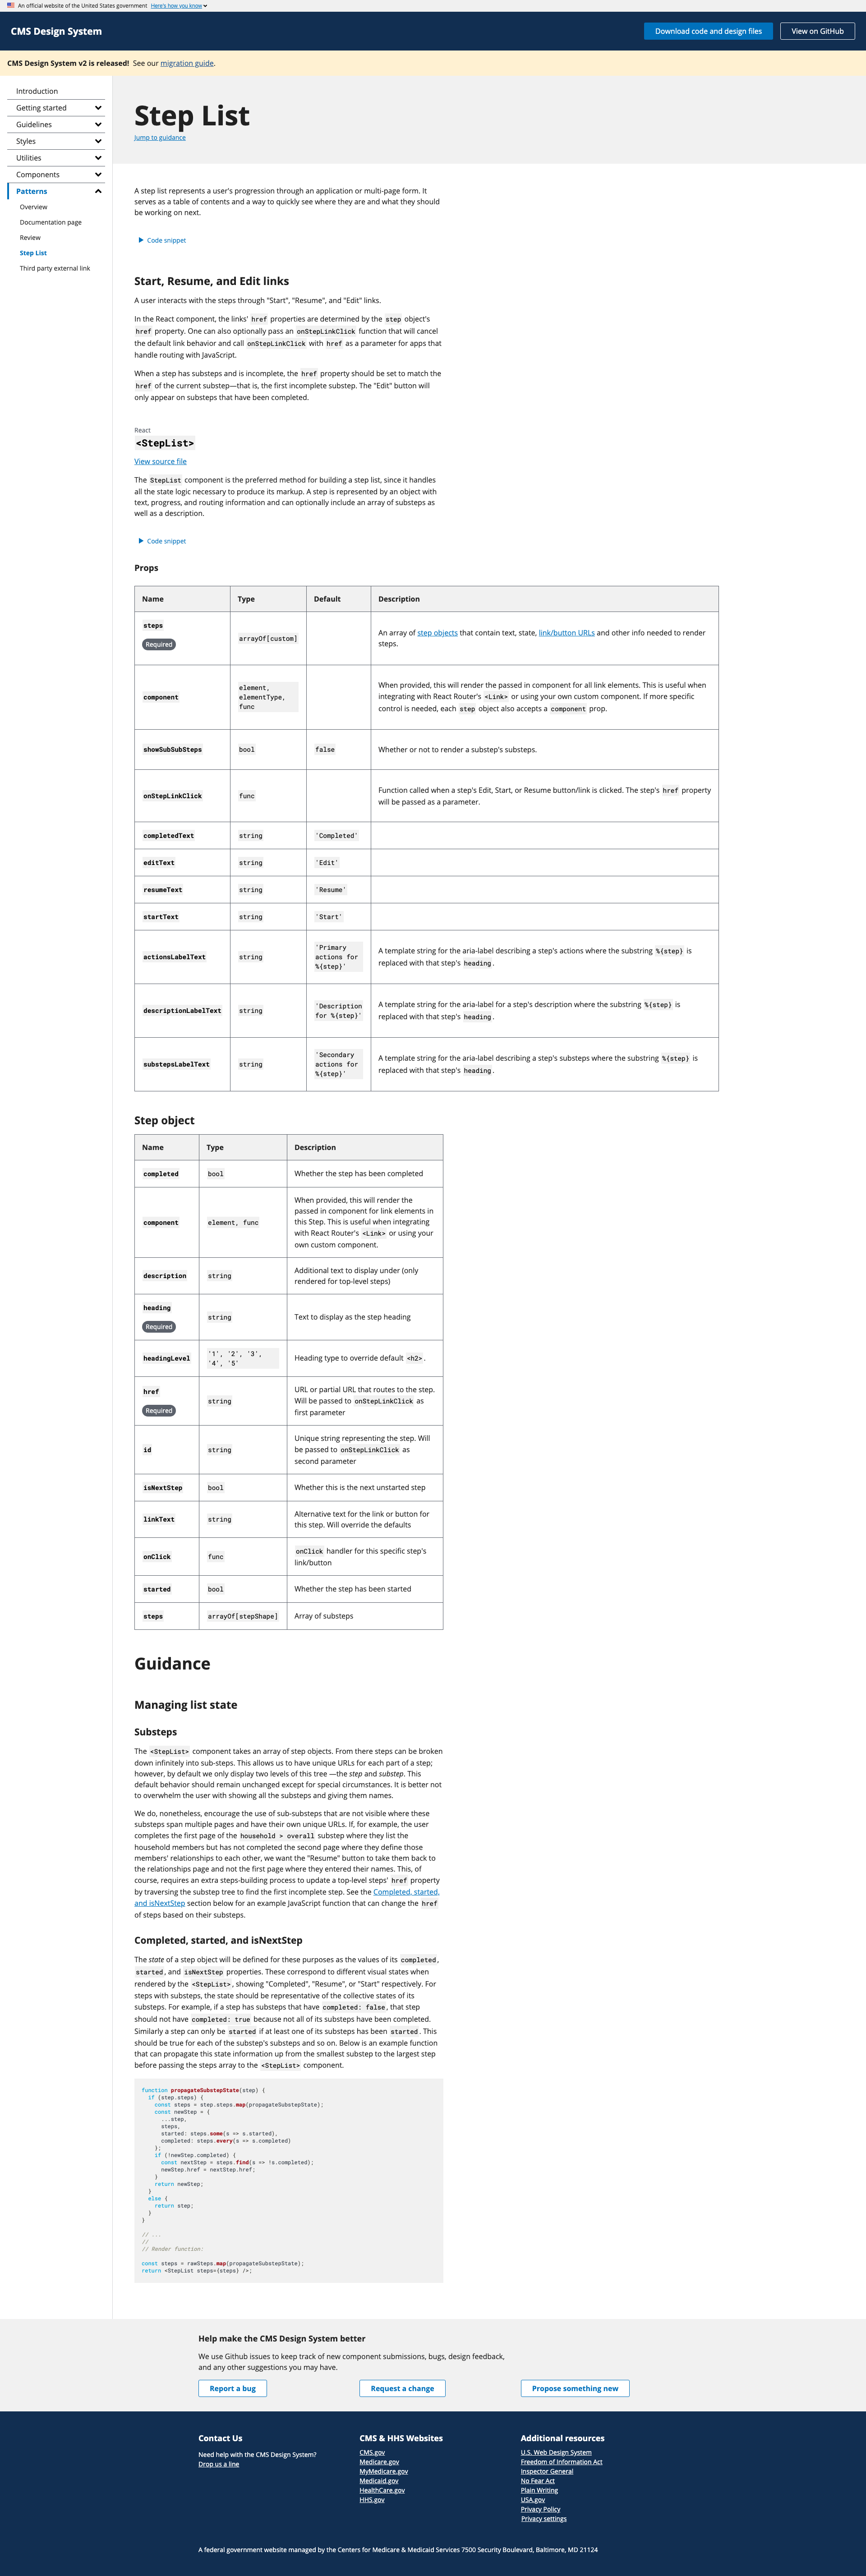 An official website of the United States government Here's how you know
CMS Design System
Download code and design files
View on GitHub
CMS Design System v2 is released! See our migration guide.
Introduction
Getting started
Guidelines
Styles
Utilities
Components
Patterns
Overview
Documentation page
Review
Step List
Third party external link
Step List
Jump to guidance
A step list represents a user's progression through an application or multi-page form. It
serves as a table of contents and a way to quickly see where they are and what they should
be working on next.
Code snippet
Start, Resume, and Edit links
A user interacts with the steps through "Start", "Resume", and "Edit" links.
In the React component, the links' href properties are determined by the step object's
href property. One can also optionally pass an onStepLinkClick function that will cancel
the default link behavior and call onStepLinkClick with href as a parameter for apps that
handle routing with JavaScript.
When a step has substeps and is incomplete, the href property should be set to match the
href of the current substep—that is, the first incomplete substep. The "Edit" button will
only appear on substeps that have been completed.
React
<StepList>
View source file
The StepList component is the preferred method for building a step list, since it handles
all the state logic necessary to produce its markup. A step is represented by an object with
text, progress, and routing information and can optionally include an array of substeps as
well as a description.
Code snippet
Props
Name Type Default Description
steps
Required
arrayOf[custom]
An array of step objects that contain text, state, link/button URLs and other info needed to render
steps.
component
element,
elementType,
func
When provided, this will render the passed in component for all link elements. This is useful when
integrating with React Router's <Link> or using your own custom component. If more specific
control is needed, each step object also accepts a component prop.
showSubSubSteps bool false Whether or not to render a substep's substeps.
onStepLinkClick func
Function called when a step's Edit, Start, or Resume button/link is clicked. The step's href property
will be passed as a parameter.
completedText string 'Completed'
editText string 'Edit'
resumeText string 'Resume'
startText string 'Start'
actionsLabelText string
'Primary
actions for
%{step}'
A template string for the aria-label describing a step's actions where the substring %{step} is
replaced with that step's heading.
descriptionLabelText string
'Description
for %{step}'
A template string for the aria-label for a step's description where the substring %{step} is
replaced with that step's heading.
substepsLabelText string
'Secondary
actions for
%{step}'
A template string for the aria-label describing a step's substeps where the substring %{step} is
replaced with that step's heading.
Step object
Name Type Description
completed bool Whether the step has been completed
component element, func
When provided, this will render the
passed in component for link elements in
this Step. This is useful when integrating
with React Router's <Link> or using your
own custom component.
description string
Additional text to display under (only
rendered for top-level steps)
heading
Required
string Text to display as the step heading
headingLevel
'1', '2', '3',
'4', '5'
Heading type to override default <h2>.
href
Required
string
URL or partial URL that routes to the step.
Will be passed to onStepLinkClick as
first parameter
id string
Unique string representing the step. Will
be passed to onStepLinkClick as
second parameter
isNextStep bool Whether this is the next unstarted step
linkText string
Alternative text for the link or button for
this step. Will override the defaults
onClick func
onClick handler for this specific step's
link/button
started bool Whether the step has been started
steps arrayOf[stepShape] Array of substeps
Guidance
Managing list state
Substeps
The <StepList> component takes an array of step objects. From there steps can be broken
down infinitely into sub-steps. This allows us to have unique URLs for each part of a step;
however, by default we only display two levels of this tree —the step and substep. This
default behavior should remain unchanged except for special circumstances. It is better not
to overwhelm the user with showing all the substeps and giving them names.
We do, nonetheless, encourage the use of sub-substeps that are not visible where these
substeps span multiple pages and have their own unique URLs. If, for example, the user
completes the first page of the household > overall substep where they list the
household members but has not completed the second page where they define those
members' relationships to each other, we want the "Resume" button to take them back to
the relationships page and not the first page where they entered their names. This, of
course, requires an extra steps-building process to update a top-level steps' href property
by traversing the substep tree to find the first incomplete step. See the Completed, started,
and isNextStep section below for an example JavaScript function that can change the href
of steps based on their substeps.
Completed, started, and isNextStep
The state of a step object will be defined for these purposes as the values of its completed,
started, and isNextStep properties. These correspond to different visual states when
rendered by the <StepList>, showing "Completed", "Resume", or "Start" respectively. For
steps with substeps, the state should be representative of the collective states of its
substeps. For example, if a step has substeps that have completed: false, that step
should not have completed: true because not all of its substeps have been completed.
Similarly a step can only be started if at least one of its substeps has been started. This
should be true for each of the substep's substeps and so on. Below is an example function
that can propagate this state information up from the smallest substep to the largest step
before passing the steps array to the <StepList> component.
function propagateSubstepState(step) {
if (step.steps) {
const steps = step.steps.map(propagateSubstepState);
const newStep = {
...step,
steps,
started: steps.some(s => s.started),
completed: steps.every(s => s.completed)
};
if (!newStep.completed) {
const nextStep = steps.find(s => !s.completed);
newStep.href = nextStep.href;
}
return newStep;
}
else {
return step;
}
}
// ...
//
// Render function:
const steps = rawSteps.map(propagateSubstepState);
return <StepList steps={steps} />;
Help make the CMS Design System better
We use Github issues to keep track of new component submissions, bugs, design feedback,
and any other suggestions you may have.
Report a bug
Request a change
Propose something new
Contact Us
Need help with the CMS Design System?
Drop us a line
CMS & HHS Websites
CMS.gov
Medicare.gov
MyMedicare.gov
Medicaid.gov
HealthCare.gov
HHS.gov
Additional resources
U.S. Web Design System
Freedom of Information Act
Inspector General
No Fear Act
Plain Writing
USA.gov
Privacy Policy
Privacy settings
A federal government website managed by the Centers for Medicare & Medicaid Services 7500 Security Boulevard, Baltimore, MD 21124